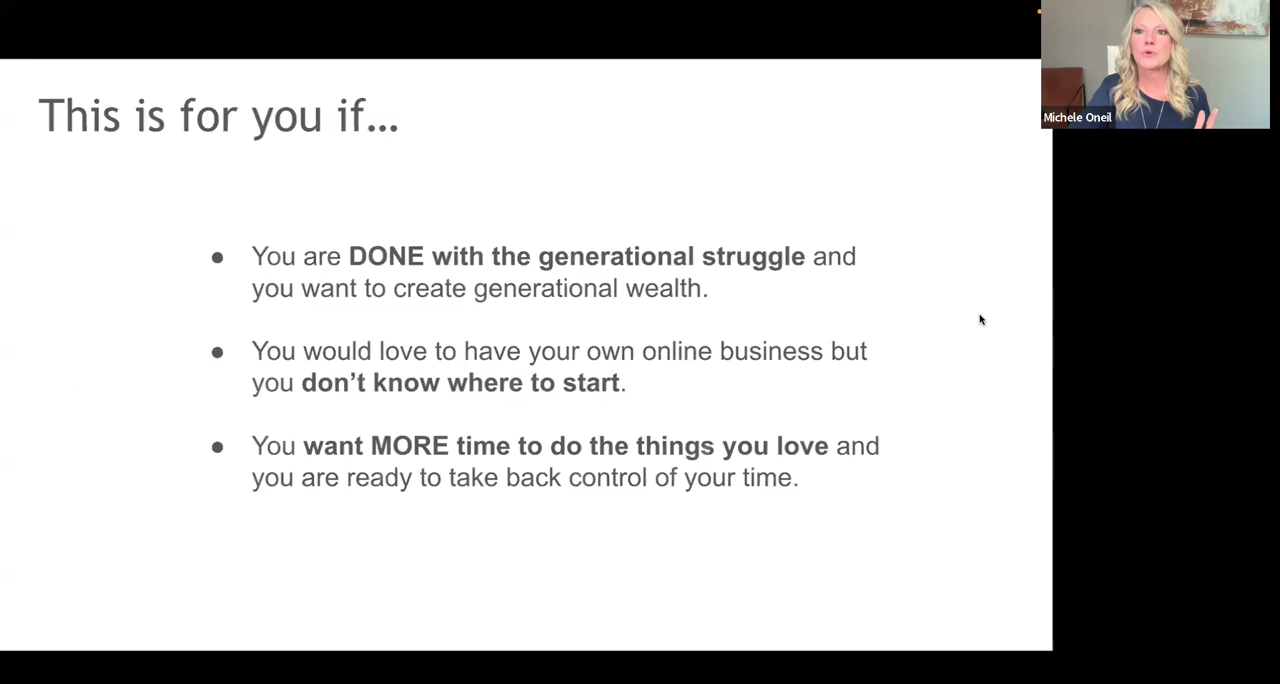 This is for you if...
Michele Oneil
● You are DONE with the generational struggle and
you want to create generational wealth.
● You would love to have your own online business but
you don’t know where to start.
● You want MORE time to do the things you love and
you are ready to take back control of your time.